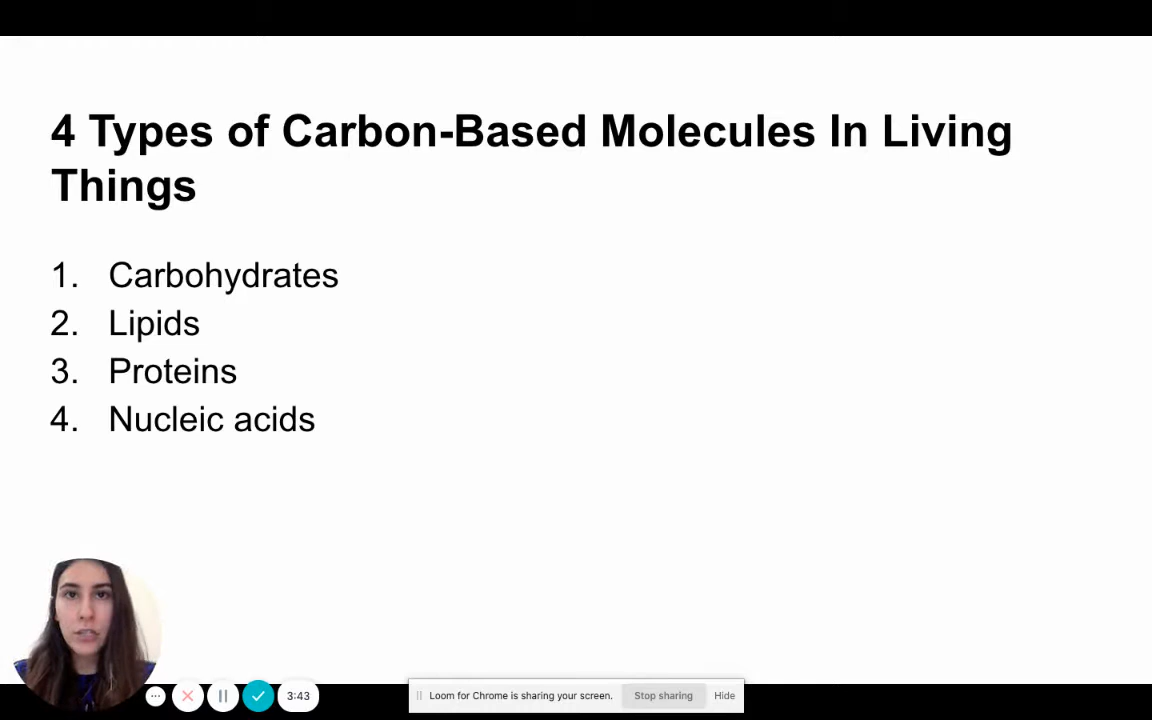 4 Types of Carbon-Based Molecules In Living
Things
1. Carbohydrates
2. Lipids
3. Proteins
4. Nucleic acids
3:43
Loom for Chrome is sharing your screen.
Stop sharing
Hide